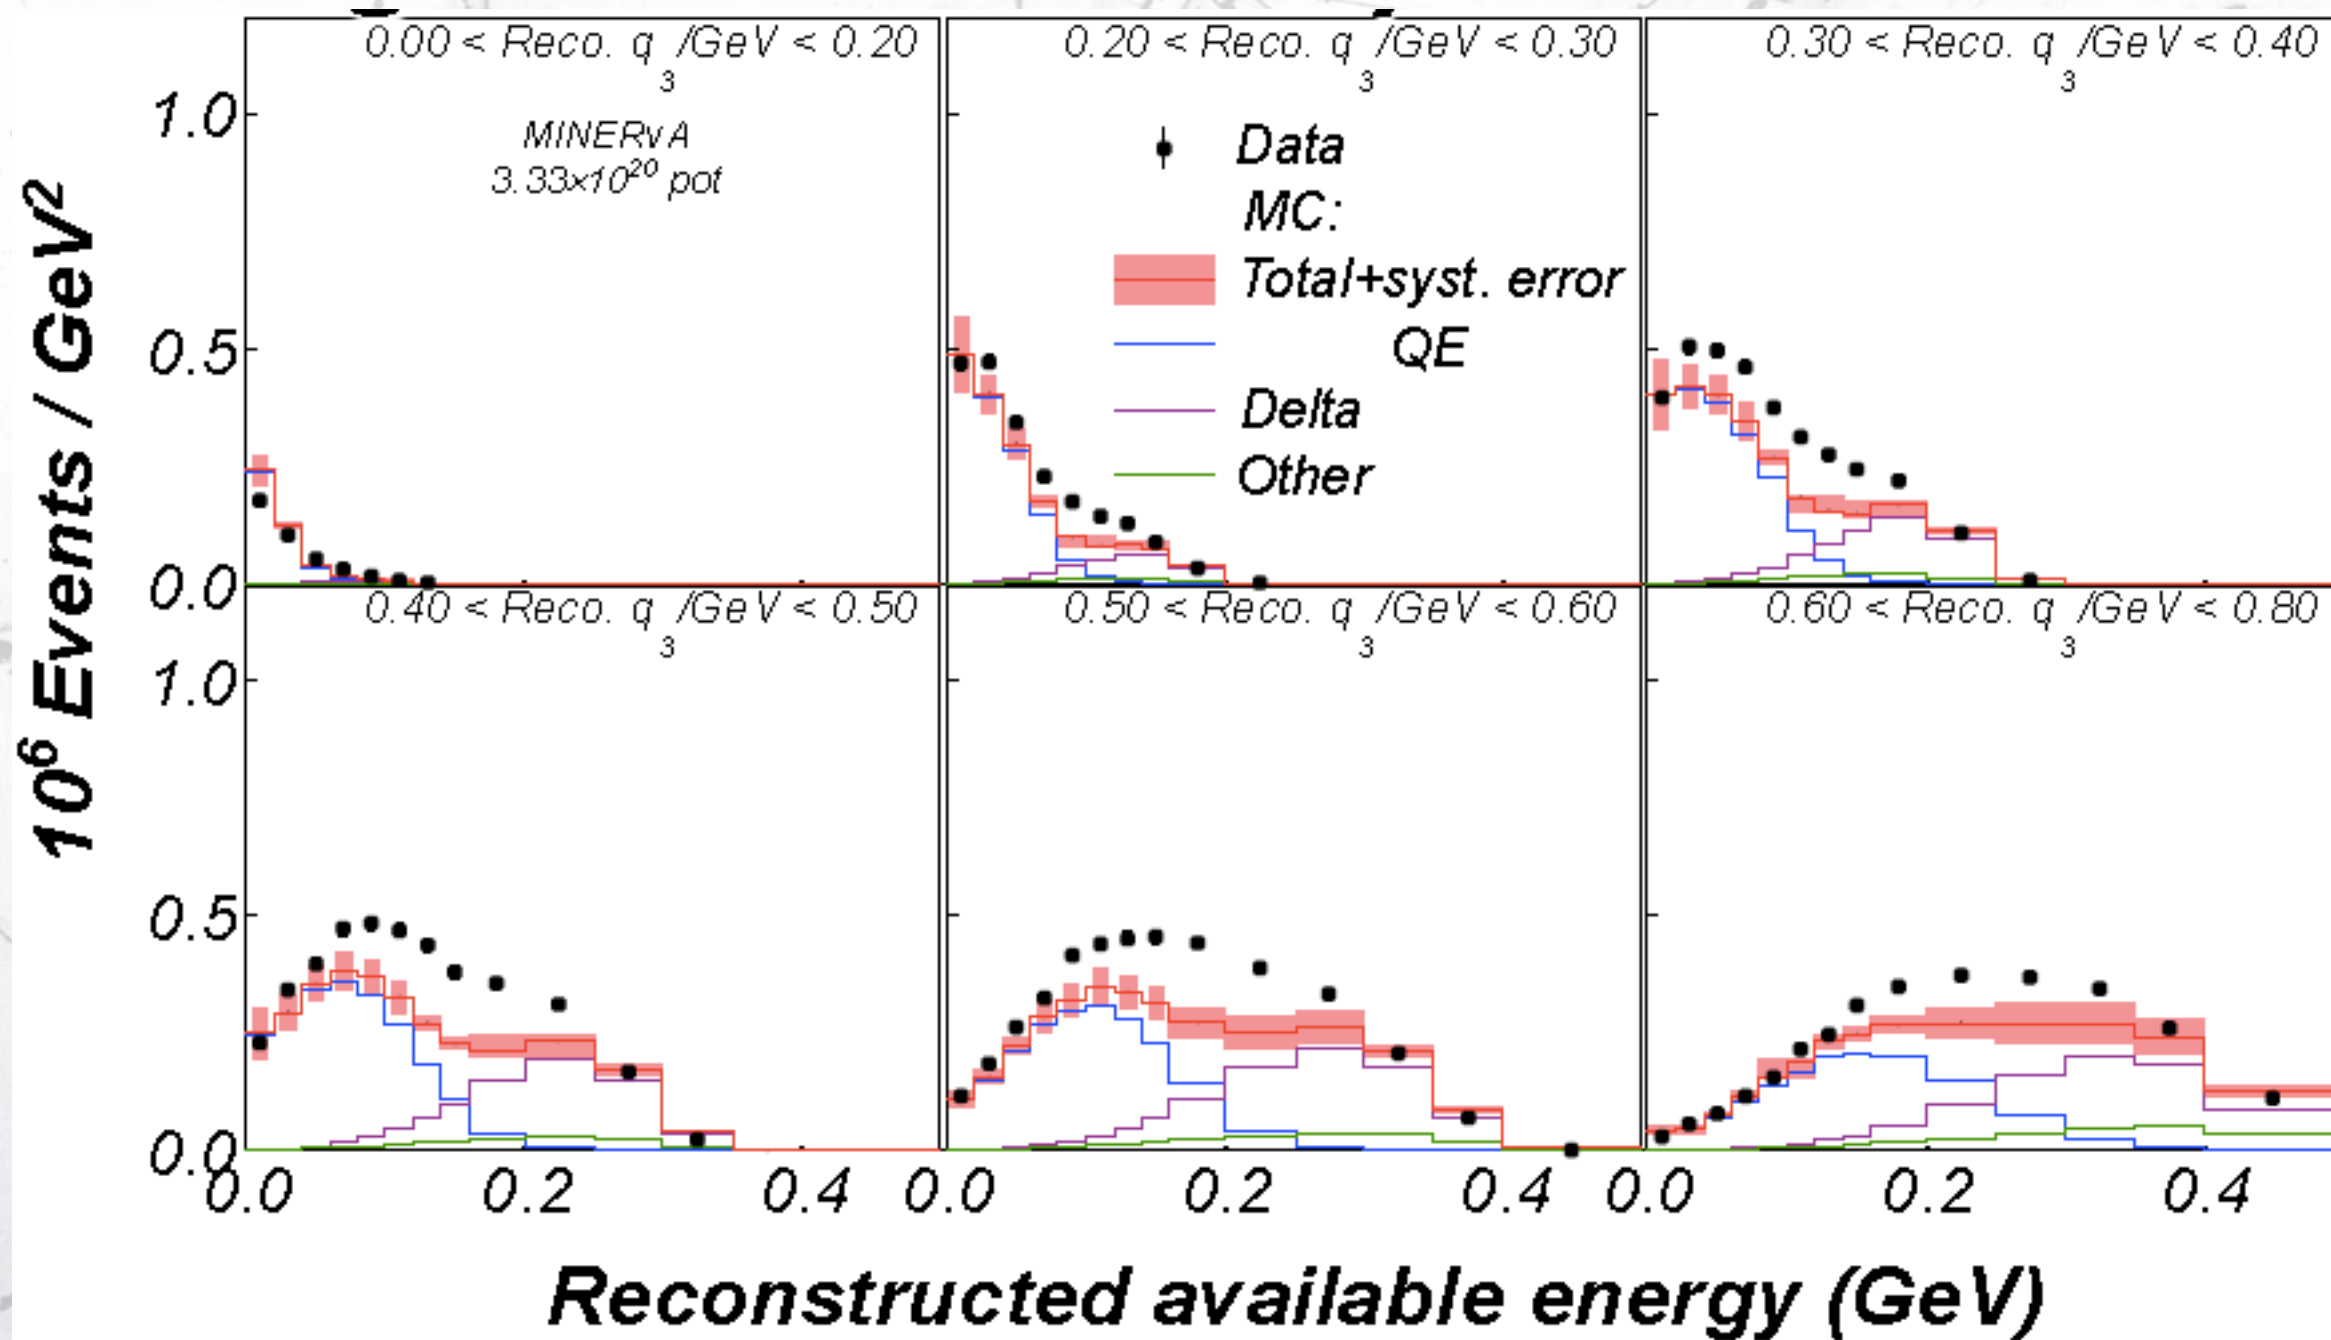 0.00 < Reco. q3/GeV < 0.20
0.20 < Reco. q3/GeV < 0.30
0.30 < Reco. q3/GeV < 0.40
1.0
0.5
0.0
MINERνA
3.33×10^20 pot
Data
MC:
Total+syst. error
QE
Delta
Other
10^6 Events / GeV^2
0.40 < Reco. q3/GeV < 0.50
0.50 < Reco. q3/GeV < 0.60
0.60 < Reco. q3/GeV < 0.80
1.0
0.5
0.0
0.0 0.2 0.4 0.0 0.2 0.4 0.0 0.2 0.4
Reconstructed available energy (GeV)